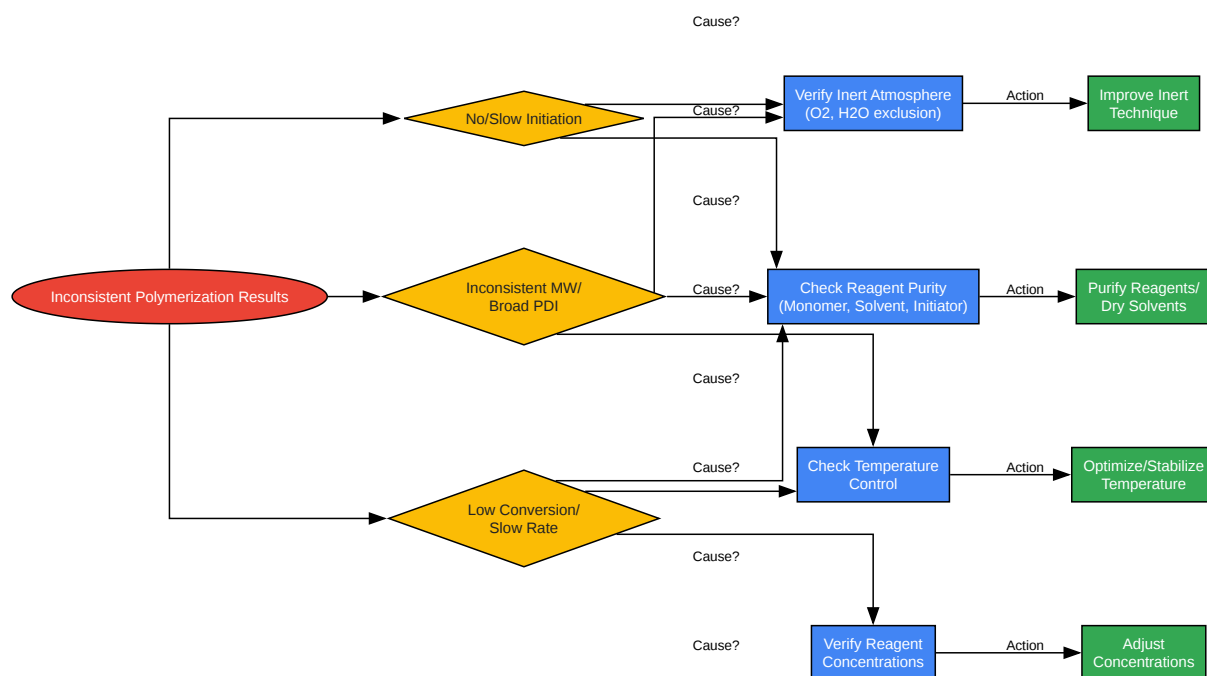 Cause?
No/Slow Initiation
Cause?
Verify Inert Atmosphere
(O2, H2O exclusion)
Action
Improve Inert
Technique
Cause?
Inconsistent Polymerization Results
Inconsistent MW/
Broad PDI
Cause?
Check Reagent Purity
(Monomer, Solvent, Initiator)
Action
Purify Reagents/
Dry Solvents
Cause?
Cause?
Check Temperature
Control
Action
Optimize/Stabilize
Temperature
Low Conversion/
Slow Rate
Cause?
Cause?
Verify Reagent
Concentrations
Action
Adjust
Concentrations